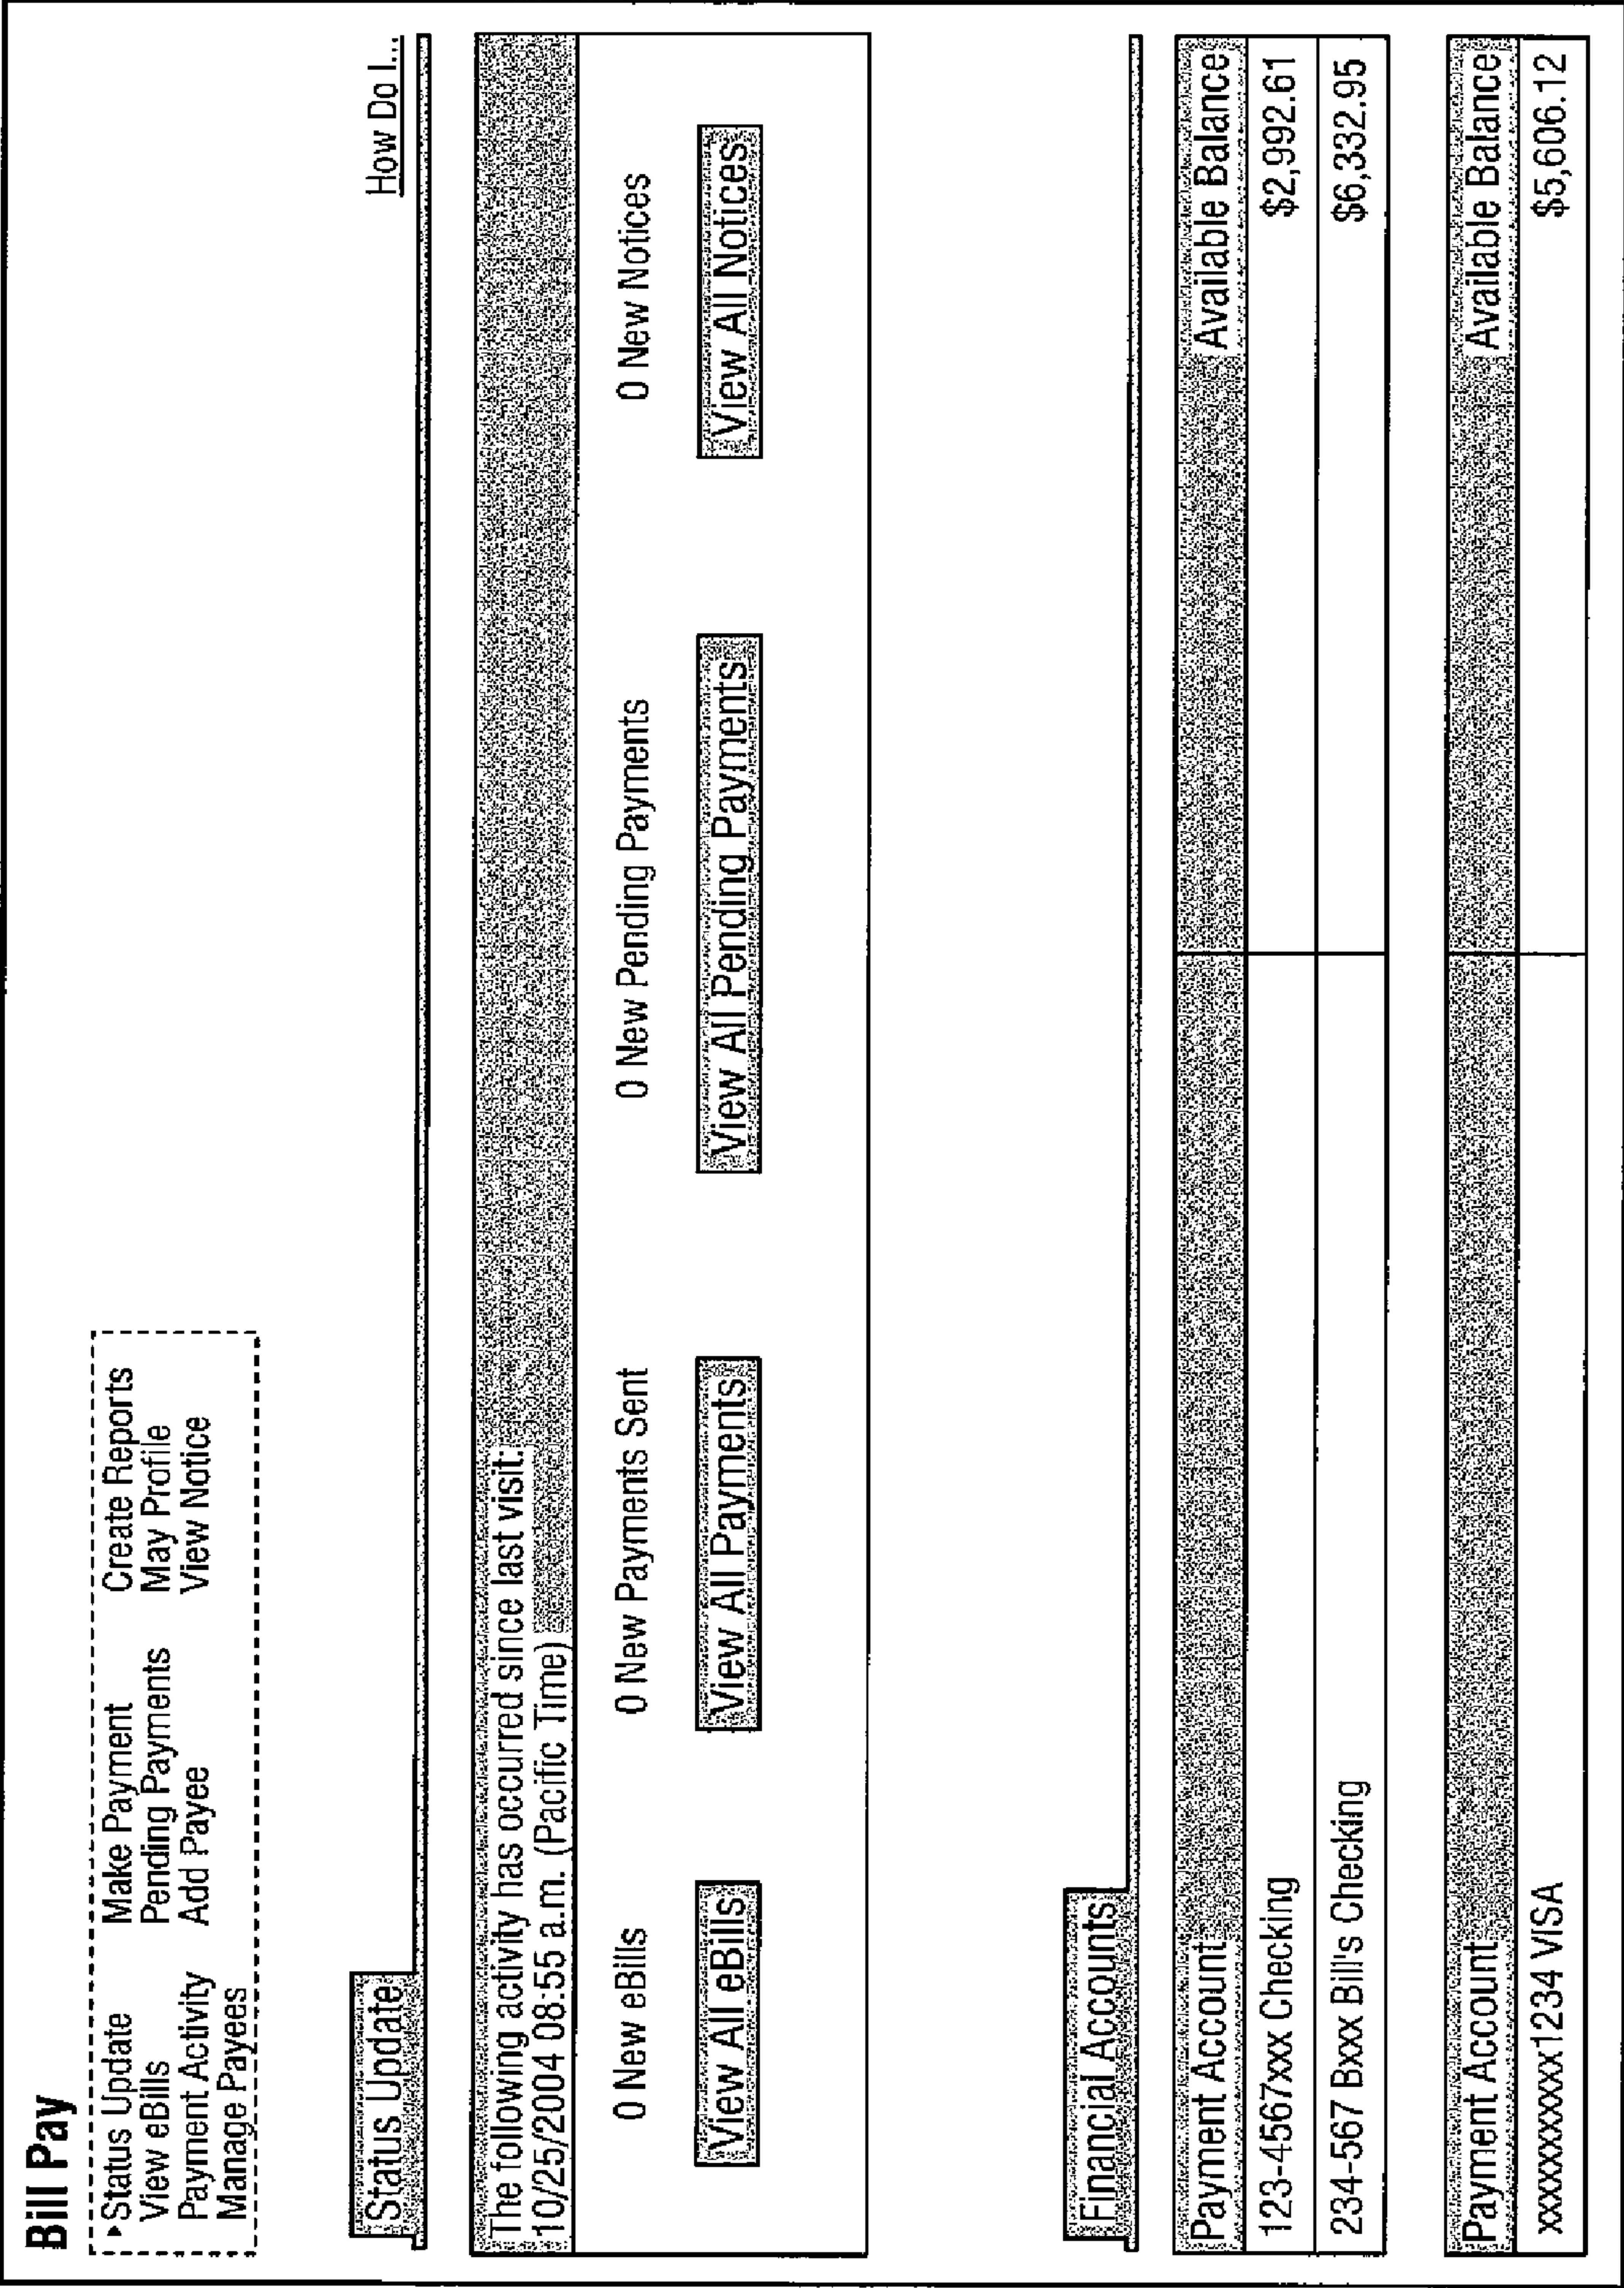 Bill Pay
▸Status Update Make Payment Create Reports
View eBills Pending Payments May Profile
Payment Activity Add Payee View Notice
Manage Payees
How Do I...
Status Update
The following activity has occurred since last visit:
10/25/2004 08:55 a.m. (Pacific Time)
0 New eBills 0 New Payments Sent 0 New Pending Payments 0 New Notices
View All eBills View All Payments View All Pending Payments View All Notices
Financial Accounts
Payment Account Available Balance
123-4567xxx Checking $2,992.61
234-567 Bxxx Bill's Checking $6,332.95
Payment Account Available Balance
xxxxxxxxxxxx1234 VISA $5,606.12